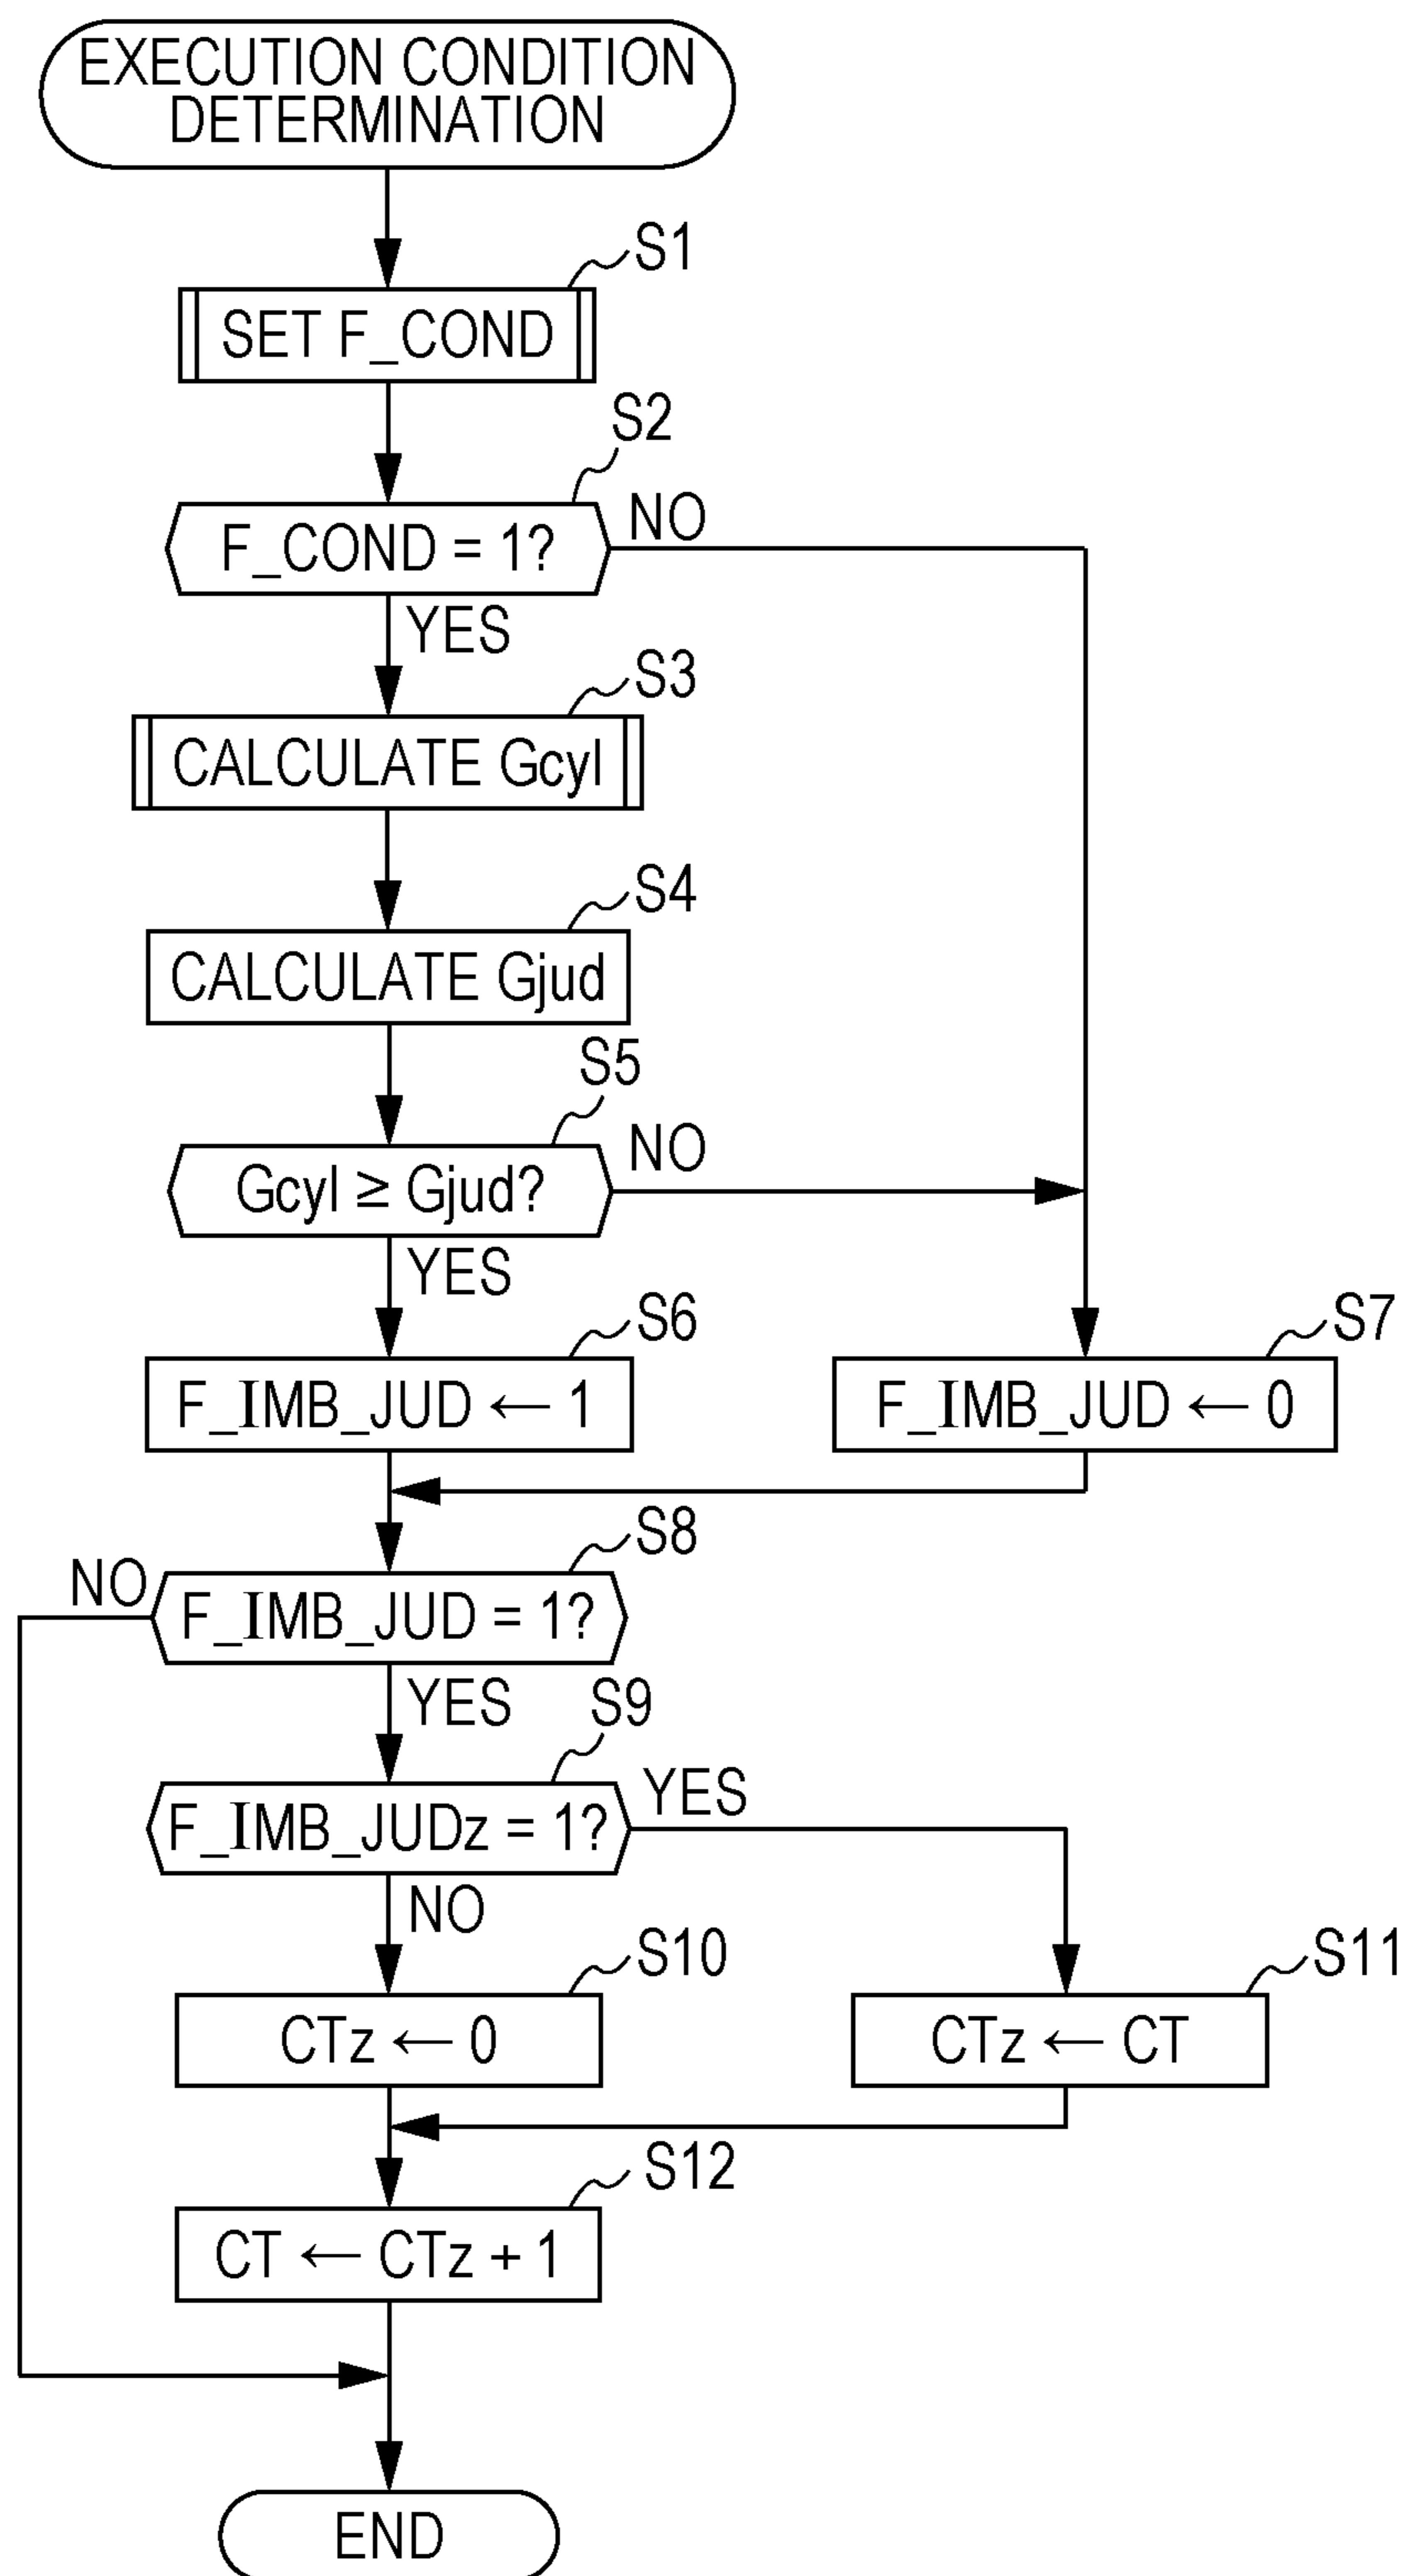 EXECUTION CONDITION
DETERMINATION
S1
SET F_COND
S2
F_COND = 1?
NO
YES
S3
CALCULATE Gcyl
S4
CALCULATE Gjud
S5
Gcyl ≥ Gjud?
NO
YES
S6
F_IMB_JUD ← 1
S7
F_IMB_JUD ← 0
S8
NO
F_IMB_JUD = 1?
YES
S9
F_IMB_JUDz = 1?
YES
NO
S10
CTz ← 0
S11
CTz ← CT
S12
CT ← CTz + 1
END